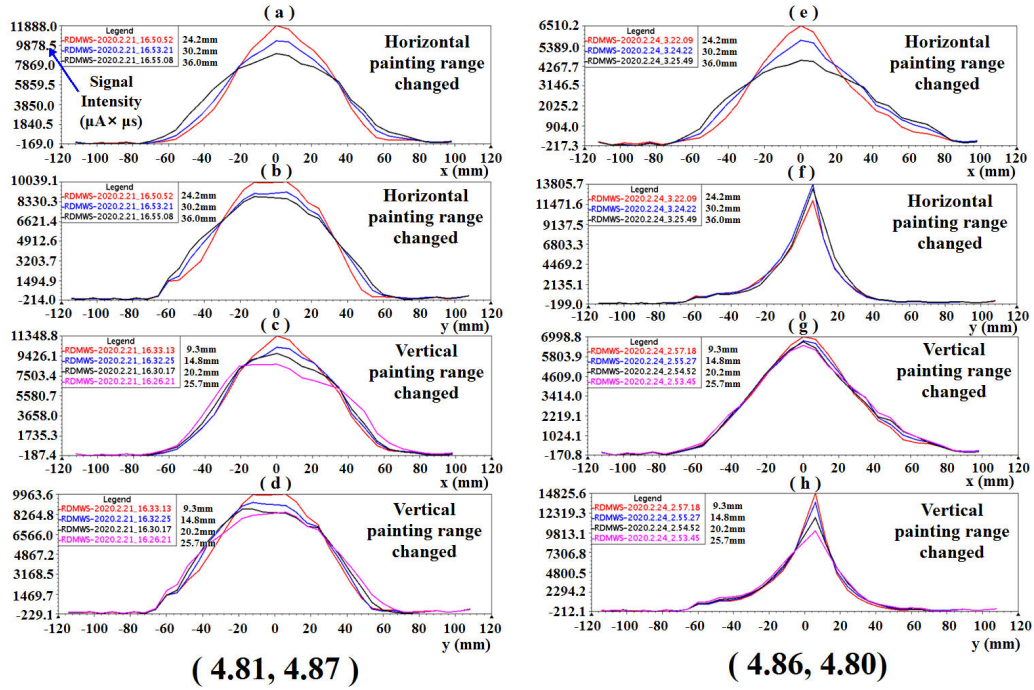 ( a )
11888.0
9878.5
7869.0
5859.5
3850.0
1840.5
-169.0
Legend
RDMWS-2020.2.21_16.50.52 24.2mm
RDMWS-2020.2.21_16.53.21 30.2mm
RDMWS-2020.2.21_16.55.08 36.0mm
Signal
Intensity
(μA× μs)
Horizontal
painting range
changed
-120 -100 -80 -60 -40 -20 0 20 40 60 80 100 120
x (mm)
( b )
10039.1
8330.3
6621.4
4912.6
3203.7
1494.9
-214.0
Legend
RDMWS-2020.2.21_16.50.52 24.2mm
RDMWS-2020.2.21_16.53.21 30.2mm
RDMWS-2020.2.21_16.55.08 36.0mm
Horizontal
painting range
changed
-120 -100 -80 -60 -40 -20 0 20 40 60 80 100 120
y (mm)
( c )
11348.8
9426.1
7503.4
5580.7
3658.0
1735.3
-187.4
Legend
RDMWS-2020.2.21_16.33.13 9.3mm
RDMWS-2020.2.21_16.32.25 14.8mm
RDMWS-2020.2.21_16.30.17 20.2mm
RDMWS-2020.2.21_16.26.21 25.7mm
Vertical
painting range
changed
-120 -100 -80 -60 -40 -20 0 20 40 60 80 100 120
x (mm)
( d )
9963.6
8264.8
6566.0
4867.2
3168.5
1469.7
-229.1
Legend
RDMWS-2020.2.21_16.33.13 9.3mm
RDMWS-2020.2.21_16.32.25 14.8mm
RDMWS-2020.2.21_16.30.17 20.2mm
RDMWS-2020.2.21_16.26.21 25.7mm
Vertical
painting range
changed
-120 -100 -80 -60 -40 -20 0 20 40 60 80 100 120
y (mm)
( 4.81, 4.87 )
( e )
6510.2
5389.0
4267.7
3146.5
2025.2
904.0
-217.3
Legend
RDMWS-2020.2.24_3.22.09 24.2mm
RDMWS-2020.2.24_3.24.22 30.2mm
RDMWS-2020.2.24_3.25.49 36.0mm
Horizontal
painting range
changed
-120 -100 -80 -60 -40 -20 0 20 40 60 80 100 120
x (mm)
( f )
13805.7
11471.6
9137.5
6803.3
4469.2
2135.1
-199.0
Legend
RDMWS-2020.2.24_3.22.09 24.2mm
RDMWS-2020.2.24_3.24.22 30.2mm
RDMWS-2020.2.24_3.25.49 36.0mm
Horizontal
painting range
changed
-120 -100 -80 -60 -40 -20 0 20 40 60 80 100 120
y (mm)
( g )
6998.8
5803.9
4609.0
3414.0
2219.1
1024.1
-170.8
Legend
RDMWS-2020.2.24_2.57.18 9.3mm
RDMWS-2020.2.24_2.55.27 14.8mm
RDMWS-2020.2.24_2.54.52 20.2mm
RDMWS-2020.2.24_2.53.45 25.7mm
Vertical
painting range
changed
-120 -100 -80 -60 -40 -20 0 20 40 60 80 100 120
x (mm)
( h )
14825.6
12319.3
9813.1
7306.8
4800.5
2294.2
-212.1
Legend
RDMWS-2020.2.24_2.57.18 9.3mm
RDMWS-2020.2.24_2.55.27 14.8mm
RDMWS-2020.2.24_2.54.52 20.2mm
RDMWS-2020.2.24_2.53.45 25.7mm
Vertical
painting range
changed
-120 -100 -80 -60 -40 -20 0 20 40 60 80 100 120
y (mm)
( 4.86, 4.80)